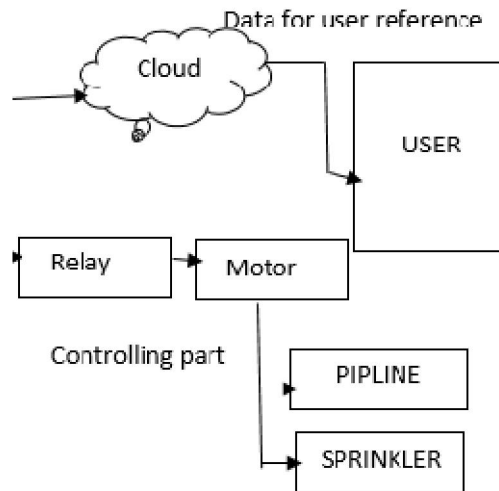 Data for user reference
Cloud
USER
Relay
Motor
Controlling part
PIPLINE
SPRINKLER